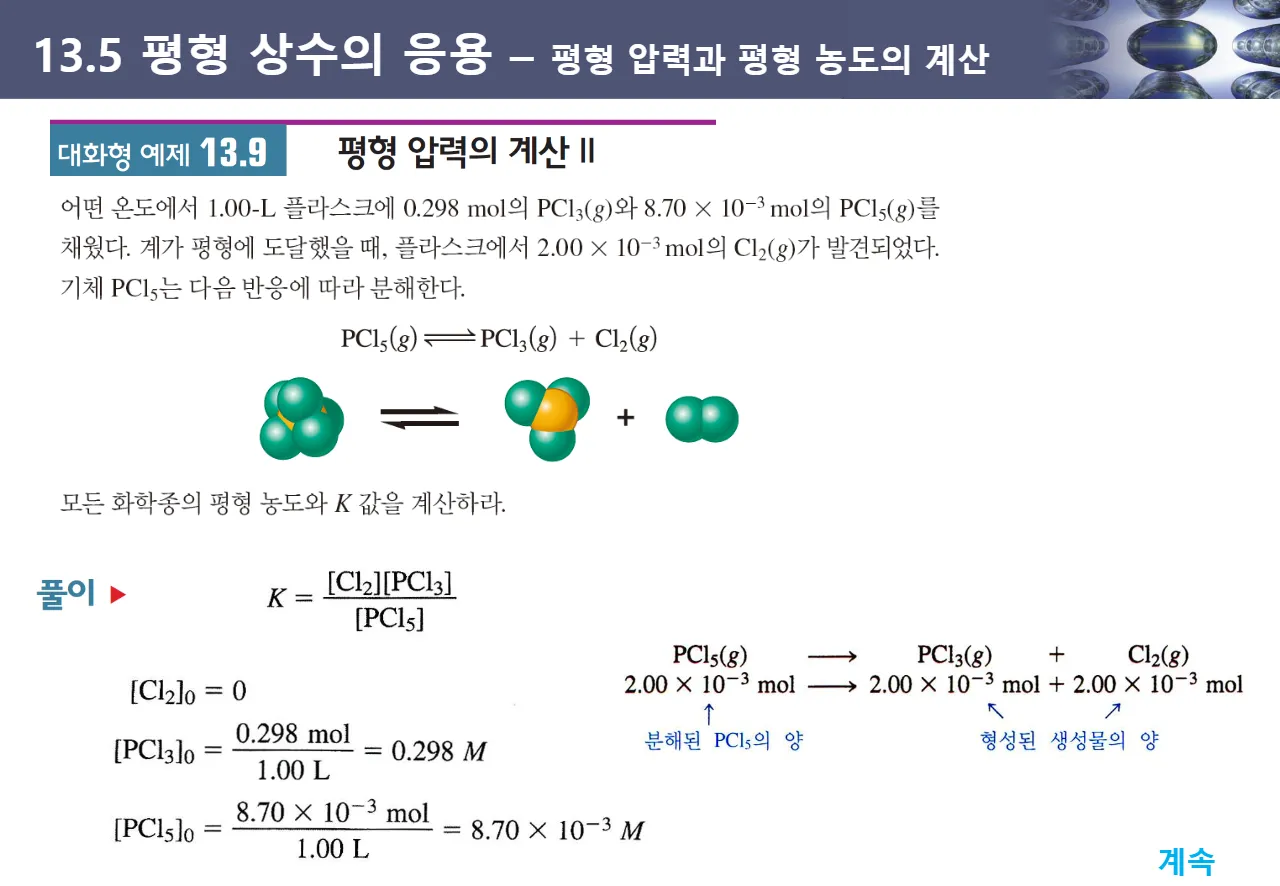 13.5 평형 상수의 응용 – 평형 압력과 평형 농도의 계산
대화형 예제 13.9 평형 압력의 계산 II
어떤 온도에서 1.00-L 플라스크에 0.298 mol의 PCl₃(g)와 8.70 × 10⁻³ mol의 PCl₅(g)를
채웠다. 계가 평형에 도달했을 때, 플라스크에서 2.00 × 10⁻³ mol의 Cl₂(g)가 발견되었다.
기체 PCl₅는 다음 반응에 따라 분해한다.
PCl₅(g) ⇌ PCl₃(g) + Cl₂(g)
⇌ +
모든 화학종의 평형 농도와 K 값을 계산하라.
풀이 ▶
K = [Cl₂][PCl₃] / [PCl₅]
[Cl₂]₀ = 0
[PCl₃]₀ = 0.298 mol / 1.00 L = 0.298 M
[PCl₅]₀ = 8.70 × 10⁻³ mol / 1.00 L = 8.70 × 10⁻³ M
PCl₅(g) ⟶ PCl₃(g) + Cl₂(g)
2.00 × 10⁻³ mol ⟶ 2.00 × 10⁻³ mol + 2.00 × 10⁻³ mol
↑ ↖ ↗
분해된 PCl₅의 양 형성된 생성물의 양
계속